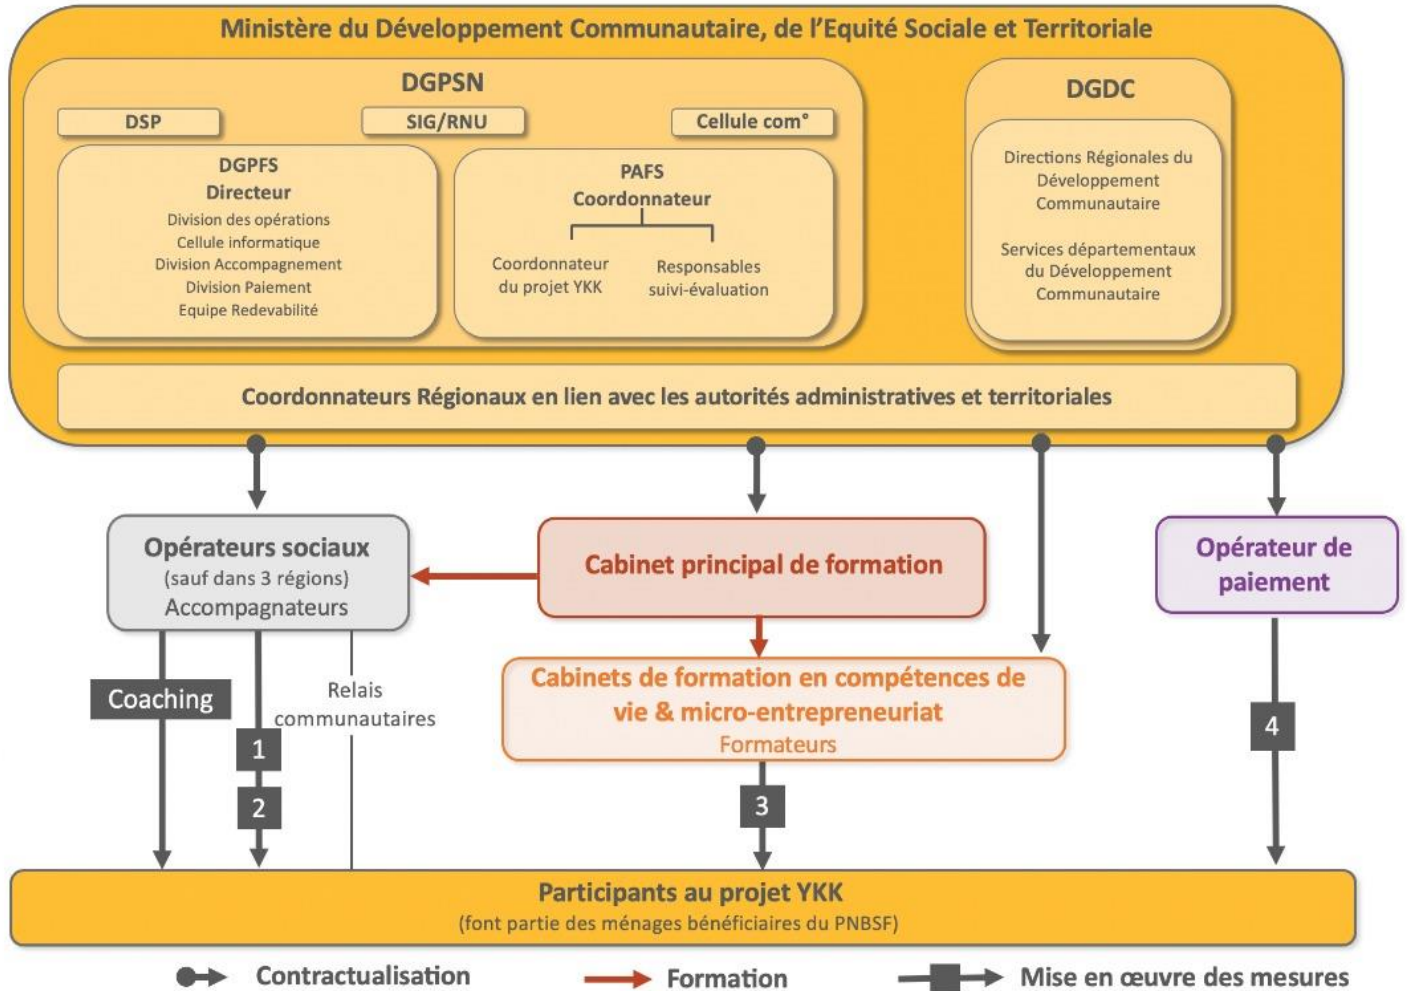 Ministère du Développement Communautaire, de l'Equité Sociale et Territoriale
DGPSN
DSP
SIG/RNU
Cellule com°
DGPFS
Directeur
Division des opérations
Cellule informatique
Division Accompagnement
Division Paiement
Equipe Redevabilité
PAFS
Coordonnateur
Coordonnateur
du projet YKK
Responsables
suivi-évaluation
DGDC
Directions Régionales du
Développement
Communautaire
Services départementaux
du Développement
Communautaire
Coordonnateurs Régionaux en lien avec les autorités administratives et territoriales
Opérateurs sociaux
(sauf dans 3 régions)
Accompagnateurs
Cabinet principal de formation
Opérateur de
paiement
Cabinets de formation en compétences de
vie & micro-entrepreneuriat
Formateurs
Coaching
1
2
Relais
communautaires
3
4
Participants au projet YKK
(font partie des ménages bénéficiaires du PNBSF)
Contractualisation
Formation
Mise en œuvre des mesures